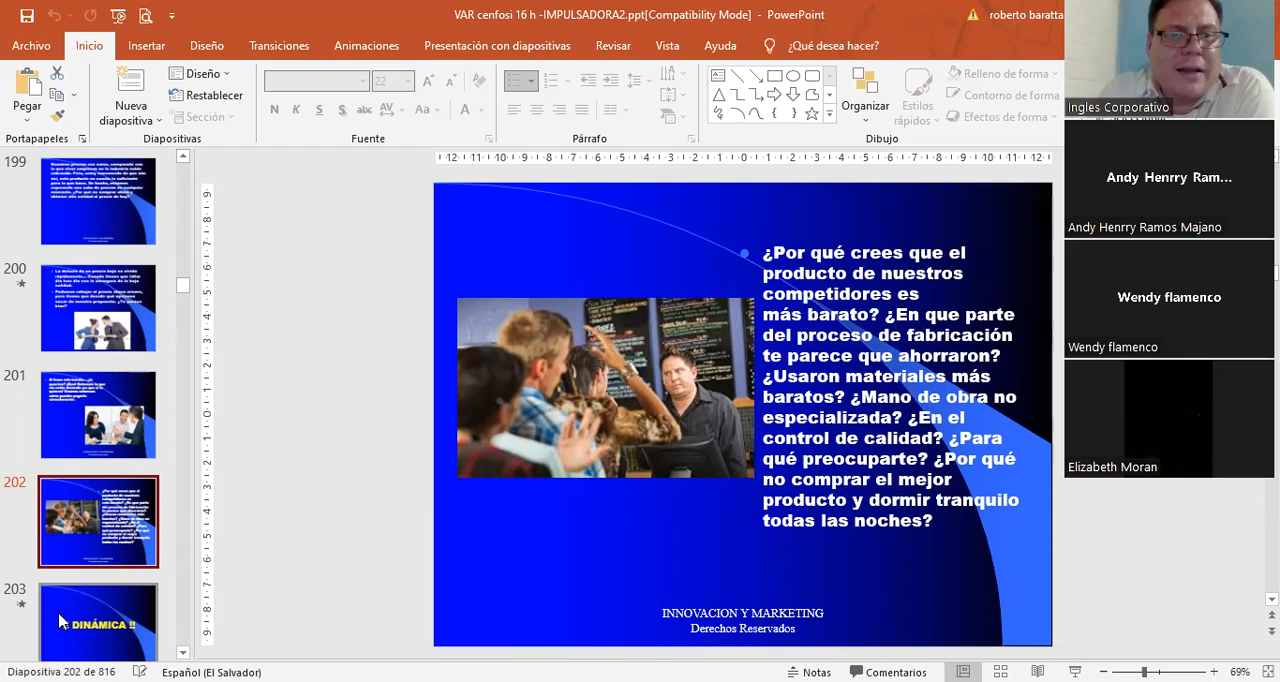 VAR cenfosi 16 h -IMPULSADORA2.ppt[Compatibility Mode] - PowerPoint
roberto baratta
Archivo Inicio Insertar Diseño Transiciones Animaciones Presentación con diapositivas Revisar Vista Ayuda ¿Qué desea hacer?
Pegar
Nueva
diapositiva
Diseño
Restablecer
Sección
22
Organizar
Estilos
rápidos
Relleno de forma
Contorno de forma
Efectos de forma
Portapapeles Diapositivas Fuente Párrafo Dibujo
Ingles Corporativo
Andy Henrry Ram...
Andy Henrry Ramos Majano
Wendy flamenco
Wendy flamenco
Elizabeth Moran
199
200
201
202
203
DINÁMICA !!
¿Por qué crees que el
producto de nuestros
competidores es
más barato? ¿En que parte
del proceso de fabricación
te parece que ahorraron?
¿Usaron materiales más
baratos? ¿Mano de obra no
especializada? ¿En el
control de calidad? ¿Para
qué preocuparte? ¿Por qué
no comprar el mejor
producto y dormir tranquilo
todas las noches?
INNOVACION Y MARKETING
Derechos Reservados
Diapositiva 202 de 816 Español (El Salvador) Notas Comentarios 69%